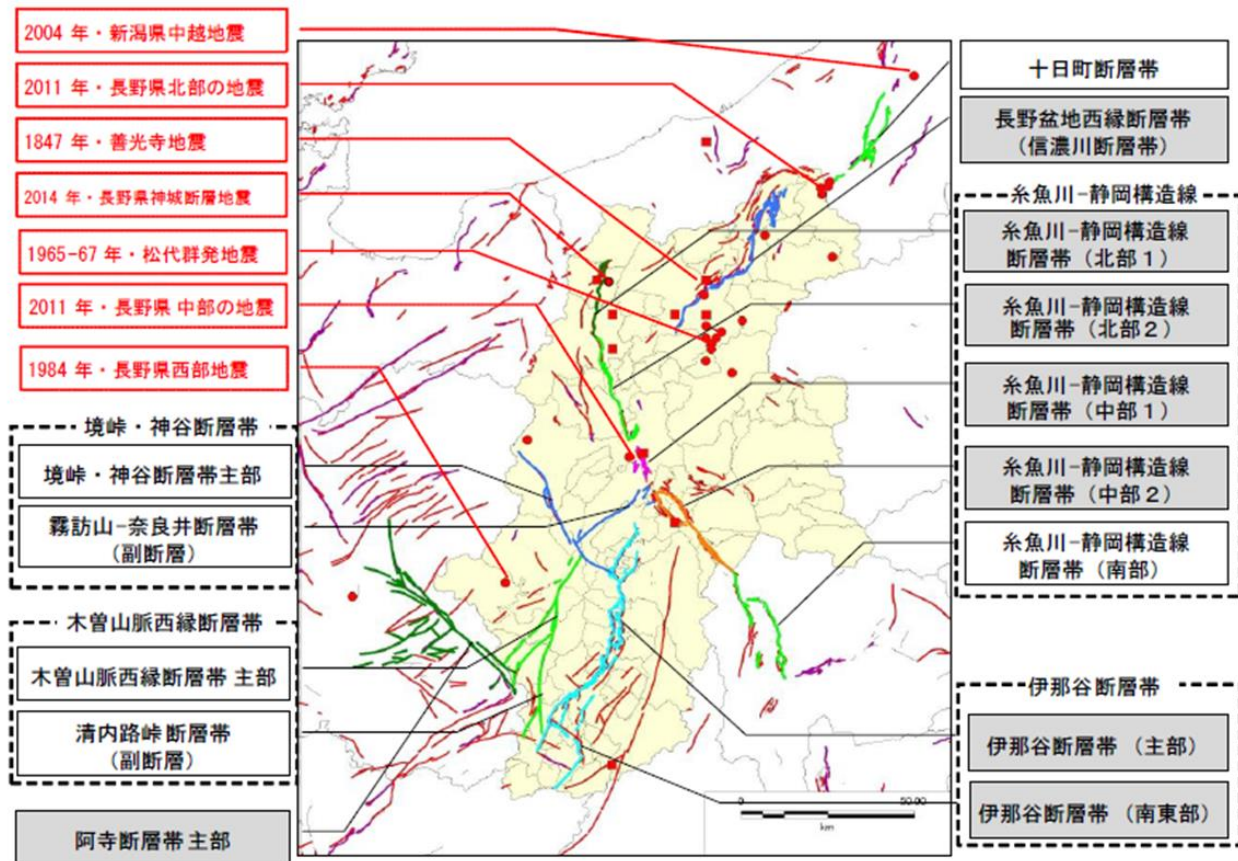 2004 年・新潟県中越地震
2011 年・長野県北部の地震
1847 年・善光寺地震
2014 年・長野県神城断層地震
1965-67 年・松代群発地震
2011 年・長野県 中部の地震
1984 年・長野県西部地震
境峠・神谷断層帯
境峠・神谷断層帯主部
霧訪山-奈良井断層帯
(副断層)
木曽山脈西縁断層帯
木曽山脈西縁断層帯 主部
清内路峠断層帯
(副断層)
阿寺断層帯主部
十日町断層帯
長野盆地西縁断層帯
(信濃川断層帯)
糸魚川-静岡構造線
糸魚川-静岡構造線
断層帯(北部1)
糸魚川-静岡構造線
断層帯(北部2)
糸魚川-静岡構造線
断層帯(中部1)
糸魚川-静岡構造線
断層帯(中部2)
糸魚川-静岡構造線
断層帯(南部)
伊那谷断層帯
伊那谷断層帯 (主部)
伊那谷断層帯 (南東部)
0 50.00
km